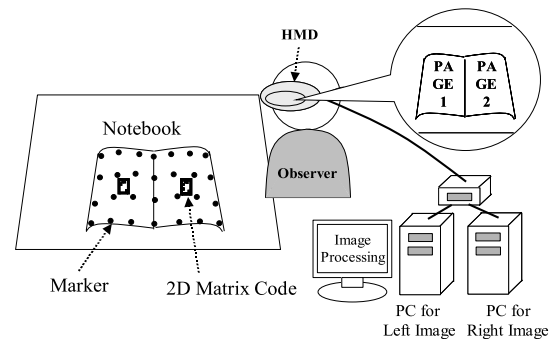 HMD
PA
GE
1
PA
GE
2
Notebook
Observer
Image
Processing
Marker
2D Matrix Code
PC for
Left Image
PC for
Right Image